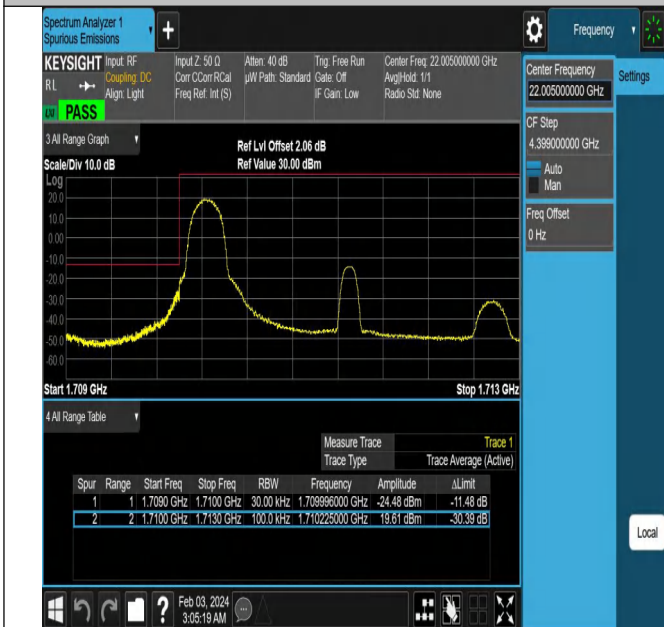 Spectrum Analyzer 1
Spurious Emissions
+
Frequency
KEYSIGHT
RL
Input: RF
Coupling: DC
Align: Light
Input Z: 50 Ω
Corr CCorr RCal
Freq Ref: Int (S)
Atten: 40 dB
µW Path: Standard
Trig: Free Run
Gate: Off
IF Gain: Low
Center Freq: 22.005000000 GHz
Avg|Hold: 1/1
Radio Std: None
PASS
3 All Range Graph
Scale/Div 10.0 dB
Ref Lvl Offset 2.06 dB
Ref Value 30.00 dBm
Log
20.0
10.0
0.00
-10.0
-20.0
-30.0
-40.0
-50.0
-60.0
Start 1.709 GHz
Stop 1.713 GHz
4 All Range Table
Measure Trace Trace 1
Trace Type Trace Average (Active)
Spur Range Start Freq Stop Freq RBW Frequency Amplitude ΔLimit
1 1 1.7090 GHz 1.7100 GHz 30.00 kHz 1.709996000 GHz -24.48 dBm -11.48 dB
2 2 1.7100 GHz 1.7130 GHz 100.0 kHz 1.710225000 GHz 19.61 dBm -30.39 dB
Center Frequency
22.005000000 GHz
Settings
CF Step
4.399000000 GHz
Auto
Man
Freq Offset
0 Hz
Local
?
Feb 03, 2024
3:05:19 AM